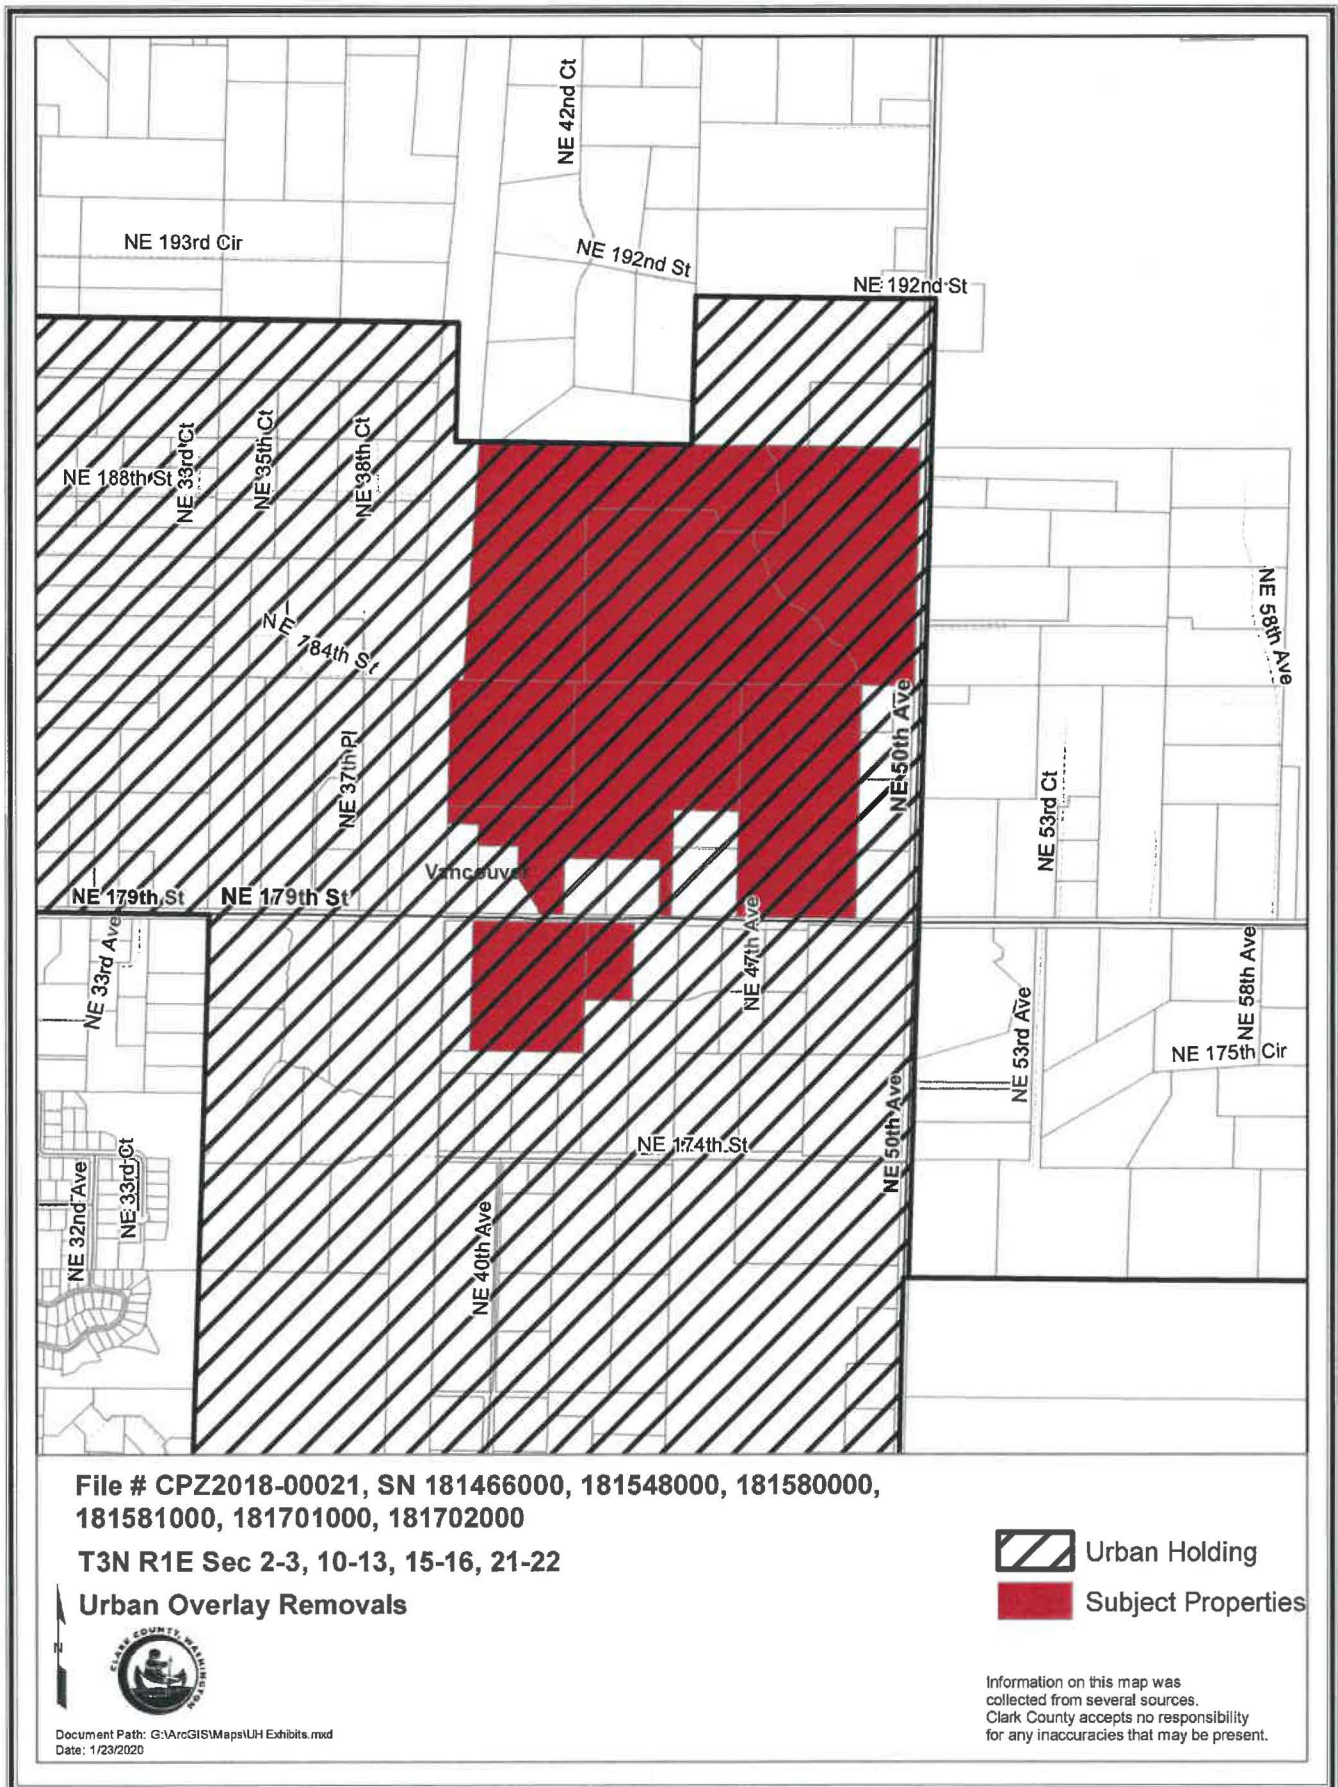 NE 42nd Ct
NE 193rd Cir
NE 192nd St
NE 192nd St
NE 188th St
NE 33rd Ct
NE 35th Ct
NE 38th Ct
NE 184th St
NE 58th Ave
NE 50th Ave
NE 37th Pl
NE 53rd Ct
Vancouver
NE 179th St
NE 179th St
NE 33rd Ave
NE 47th Ave
NE 58th Ave
NE 53rd Ave
NE 175th Cir
NE 50th Ave
NE 174th St
NE 33rd Ct
NE 32nd Ave
NE 40th Ave
File # CPZ2018-00021, SN 181466000, 181548000, 181580000,
181581000, 181701000, 181702000
T3N R1E Sec 2-3, 10-13, 15-16, 21-22
Urban Overlay Removals
N
CLARK COUNTY, WASHINGTON
Document Path: G:\ArcGIS\Maps\UH Exhibits.mxd
Date: 1/23/2020
Urban Holding
Subject Properties
Information on this map was
collected from several sources.
Clark County accepts no responsibility
for any inaccuracies that may be present.